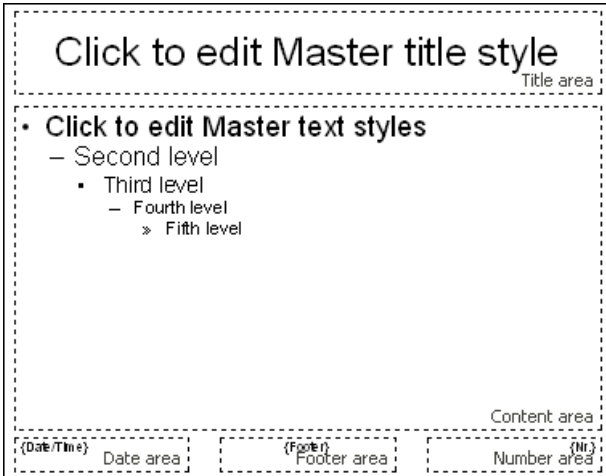 Click to edit Master title style
Title area
• Click to edit Master text styles
– Second level
• Third level
– Fourth level
» Fifth level
Content area
{Date/Time}
Date area
{Footer}
Footer area
{Nr.}
Number area